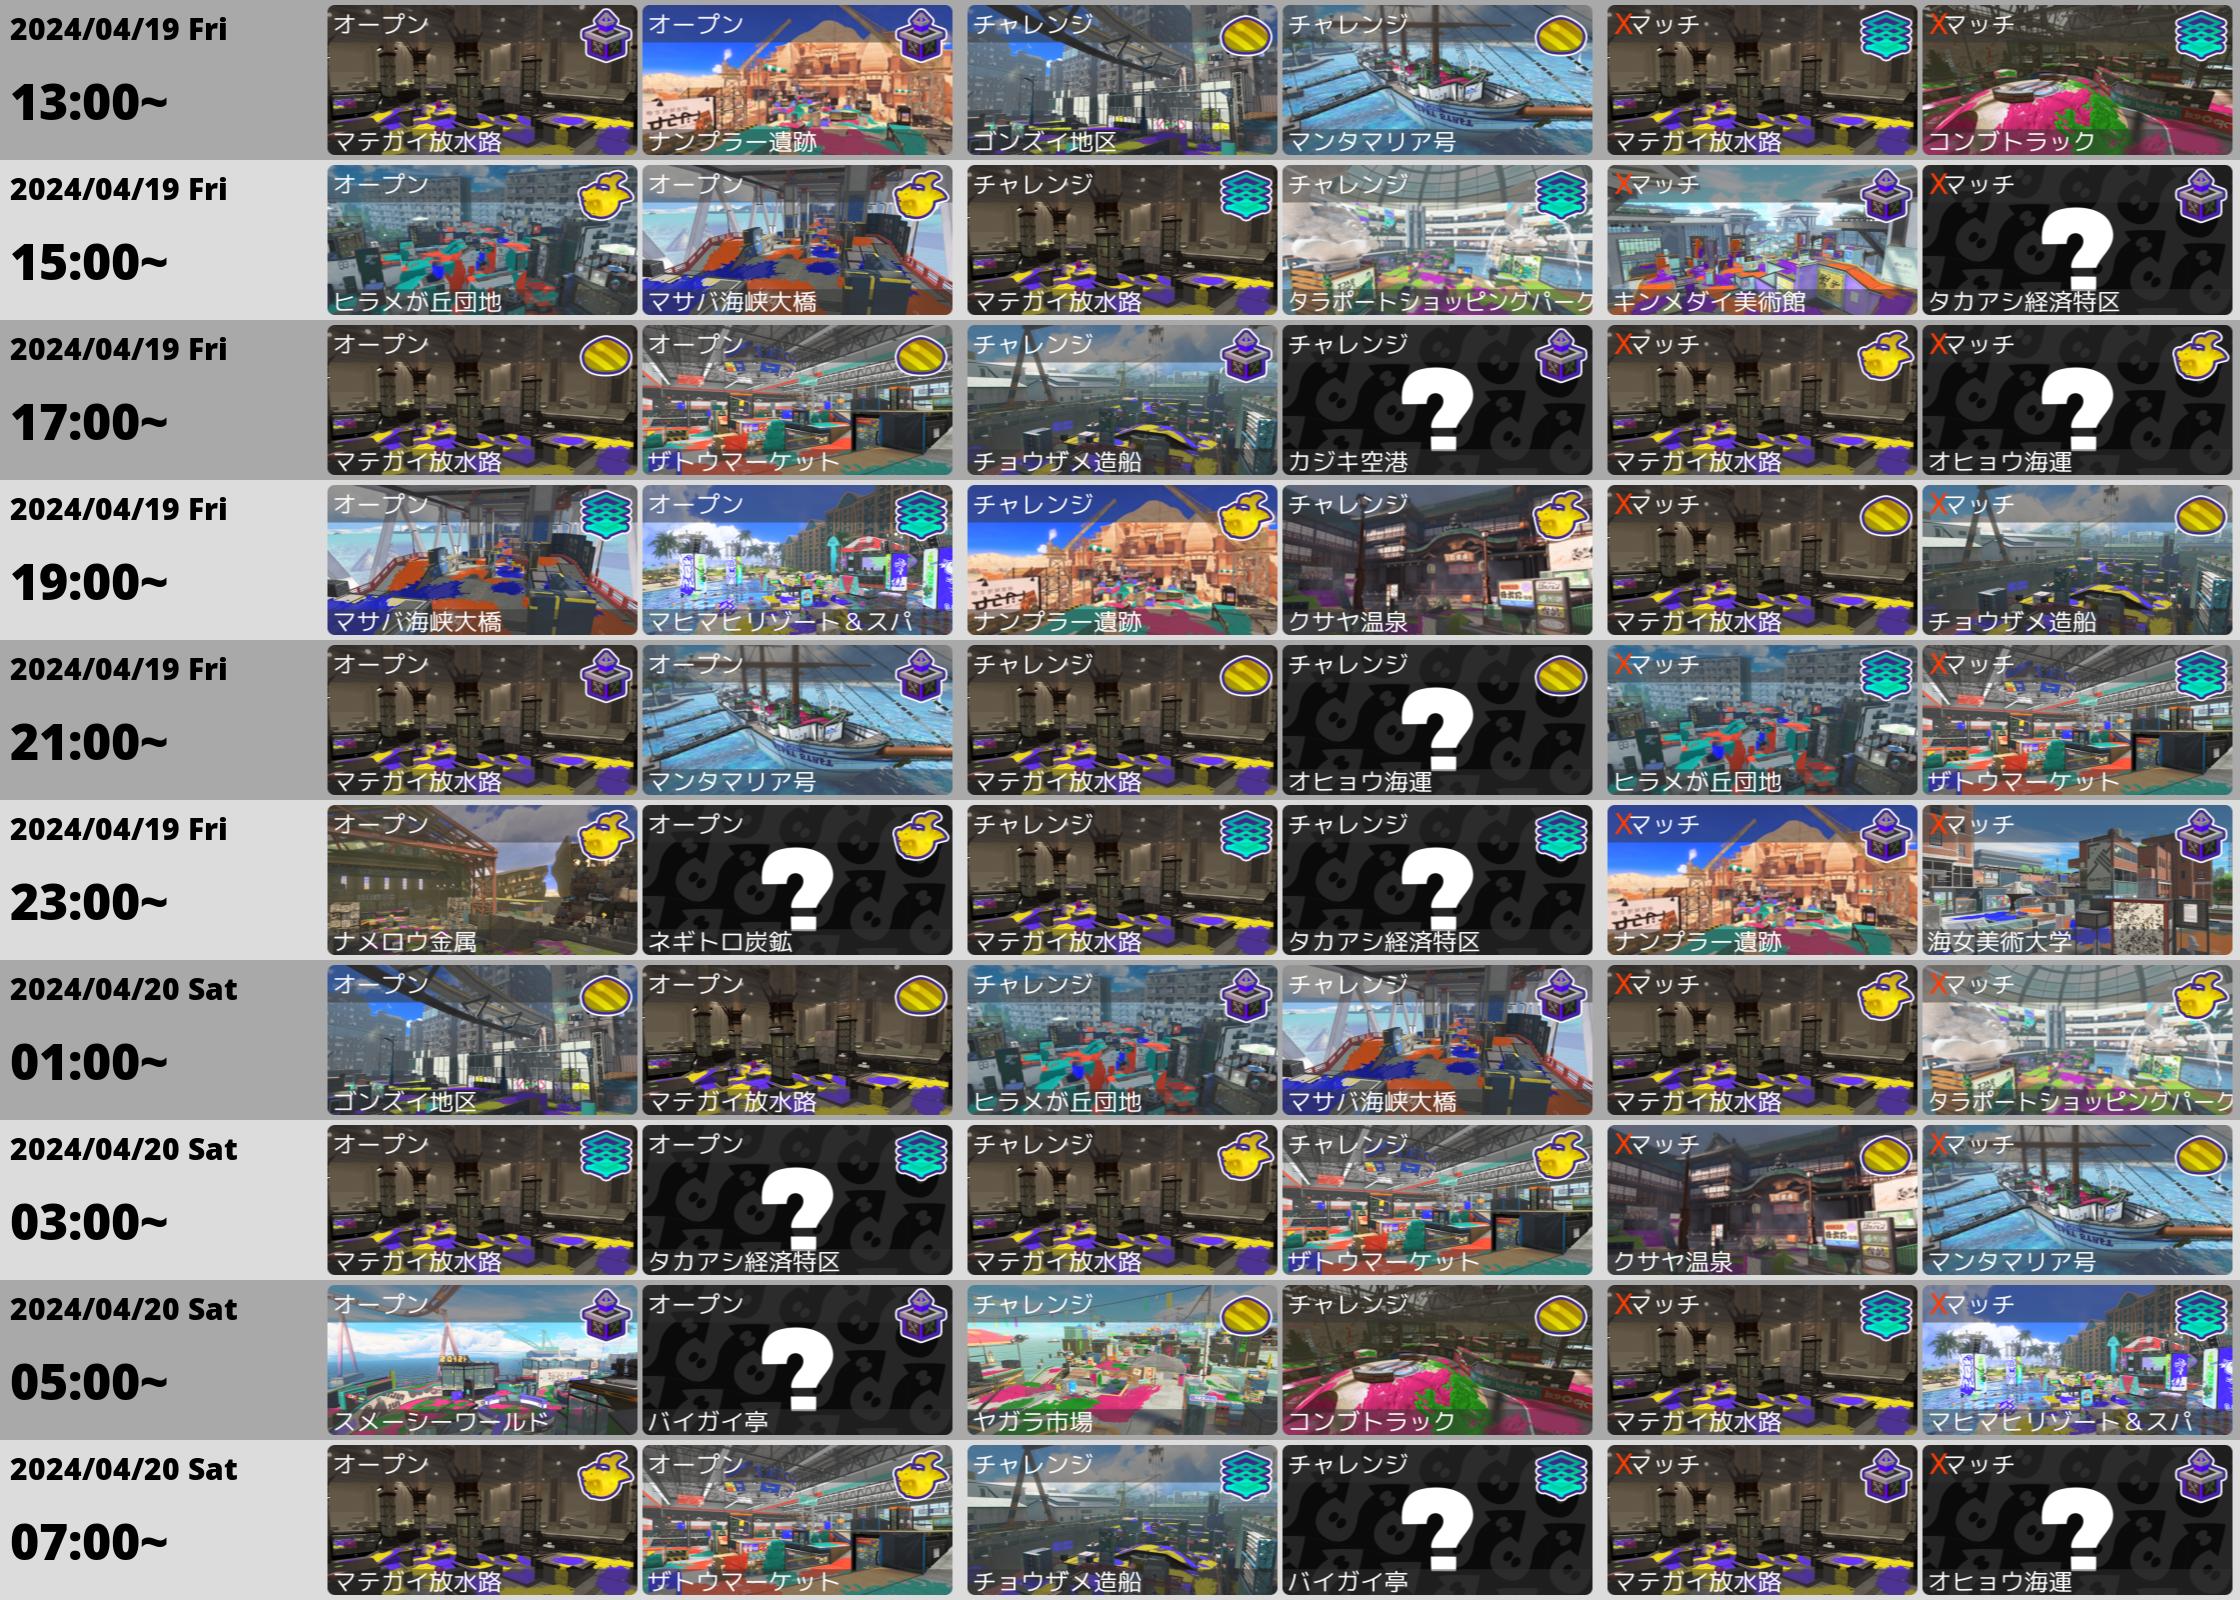 2024/04/19 Fri
13:00~
オープン
マテガイ放水路
オープン
ナンプラー遺跡
チャレンジ
ゴンズイ地区
チャレンジ
マンタマリア号
Xマッチ
マテガイ放水路
Xマッチ
コンブトラック
2024/04/19 Fri
15:00~
オープン
ヒラメが丘団地
オープン
マサバ海峡大橋
チャレンジ
マテガイ放水路
チャレンジ
タラポートショッピングパーク
Xマッチ
キンメダイ美術館
Xマッチ
タカアシ経済特区
2024/04/19 Fri
17:00~
オープン
マテガイ放水路
オープン
ザトウマーケット
チャレンジ
チョウザメ造船
チャレンジ
カジキ空港
Xマッチ
マテガイ放水路
Xマッチ
オヒョウ海運
2024/04/19 Fri
19:00~
オープン
マサバ海峡大橋
オープン
マヒマヒリゾート&スパ
チャレンジ
ナンプラー遺跡
チャレンジ
クサヤ温泉
Xマッチ
マテガイ放水路
Xマッチ
チョウザメ造船
2024/04/19 Fri
21:00~
オープン
マテガイ放水路
オープン
マンタマリア号
チャレンジ
マテガイ放水路
チャレンジ
オヒョウ海運
Xマッチ
ヒラメが丘団地
Xマッチ
ザトウマーケット
2024/04/19 Fri
23:00~
オープン
ナメロウ金属
オープン
ネギトロ炭鉱
チャレンジ
マテガイ放水路
チャレンジ
タカアシ経済特区
Xマッチ
ナンプラー遺跡
Xマッチ
海女美術大学
2024/04/20 Sat
01:00~
オープン
ゴンズイ地区
オープン
マテガイ放水路
チャレンジ
ヒラメが丘団地
チャレンジ
マサバ海峡大橋
Xマッチ
マテガイ放水路
Xマッチ
タラポートショッピングパーク
2024/04/20 Sat
03:00~
オープン
マテガイ放水路
オープン
タカアシ経済特区
チャレンジ
マテガイ放水路
チャレンジ
ザトウマーケット
Xマッチ
クサヤ温泉
Xマッチ
マンタマリア号
2024/04/20 Sat
05:00~
オープン
スメーシーワールド
オープン
バイガイ亭
チャレンジ
ヤガラ市場
チャレンジ
コンブトラック
Xマッチ
マテガイ放水路
Xマッチ
マヒマヒリゾート&スパ
2024/04/20 Sat
07:00~
オープン
マテガイ放水路
オープン
ザトウマーケット
チャレンジ
チョウザメ造船
チャレンジ
バイガイ亭
Xマッチ
マテガイ放水路
Xマッチ
オヒョウ海運